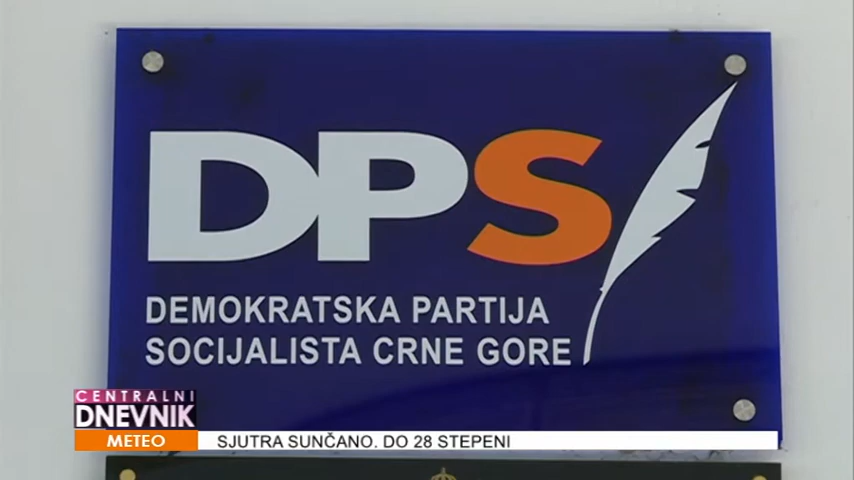 DPS
DEMOKRATSKA PARTIJA
SOCIJALISTA CRNE GORE
CENTRALNI
DNEVNIK
METEO
SJUTRA SUNČANO. DO 28 STEPENI